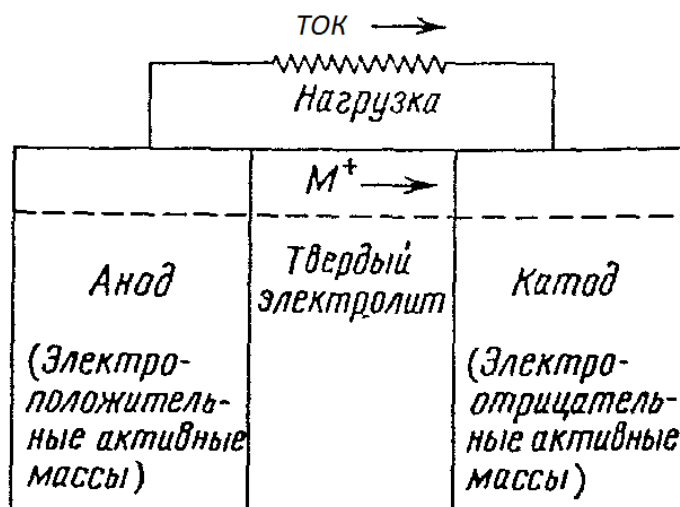 ТОК
Нагрузка
M⁺
Анод
(Электро-
положитель-
ные активные
массы)
Твердый
электролит
Катод
(Электро-
отрицатель-
ные активные
массы)